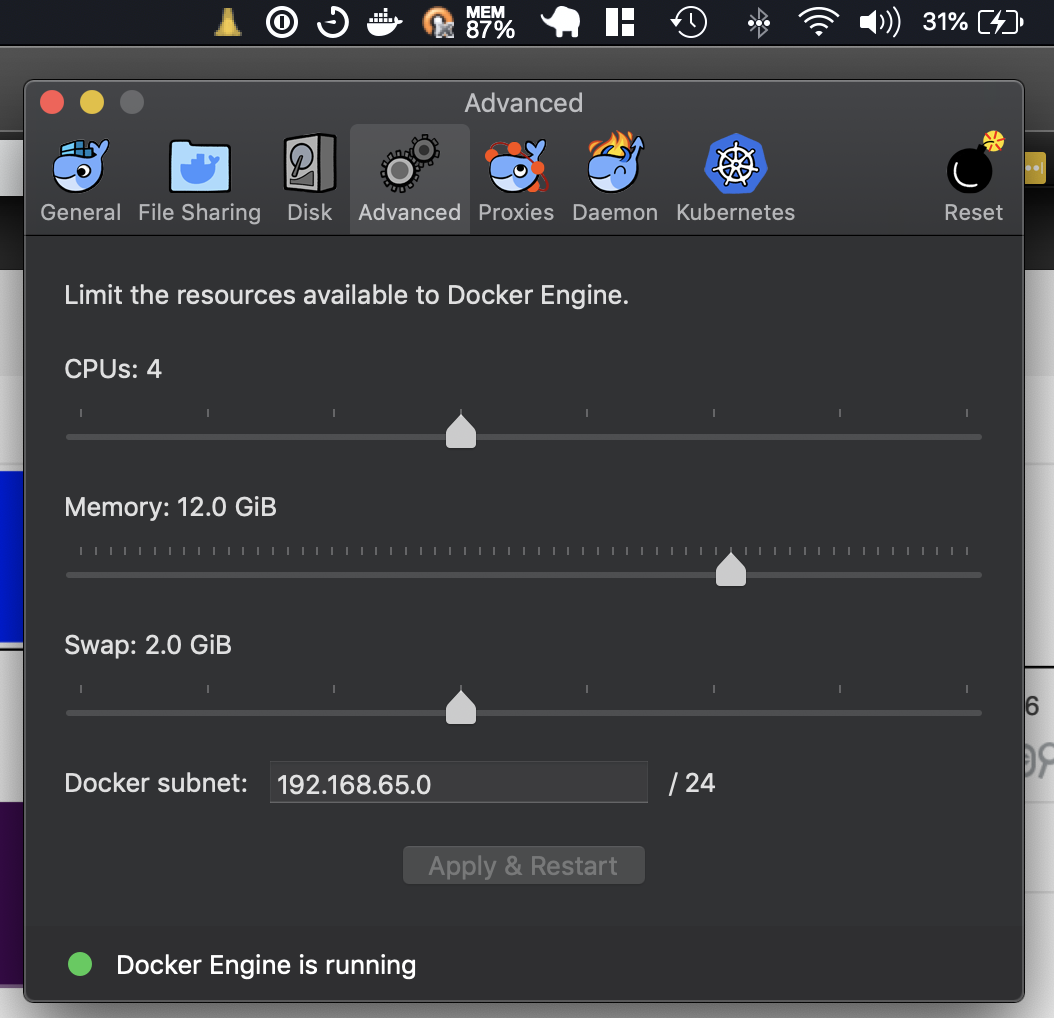 MEM
87%
31%
Advanced
General File Sharing Disk Advanced Proxies Daemon Kubernetes Reset
Limit the resources available to Docker Engine.
CPUs: 4
Memory: 12.0 GiB
Swap: 2.0 GiB
6
Docker subnet: 192.168.65.0 / 24
Apply & Restart
Docker Engine is running